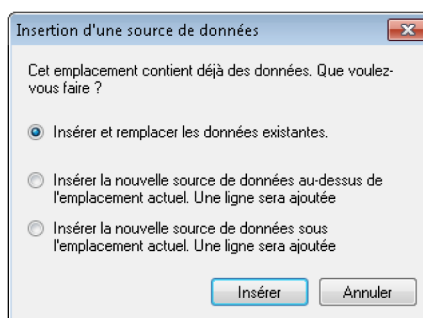 Insertion d'une source de données
Cet emplacement contient déjà des données. Que voulez-
vous faire ?
Insérer et remplacer les données existantes.
Insérer la nouvelle source de données au-dessus de
l'emplacement actuel. Une ligne sera ajoutée
Insérer la nouvelle source de données sous
l'emplacement actuel. Une ligne sera ajoutée
Insérer
Annuler